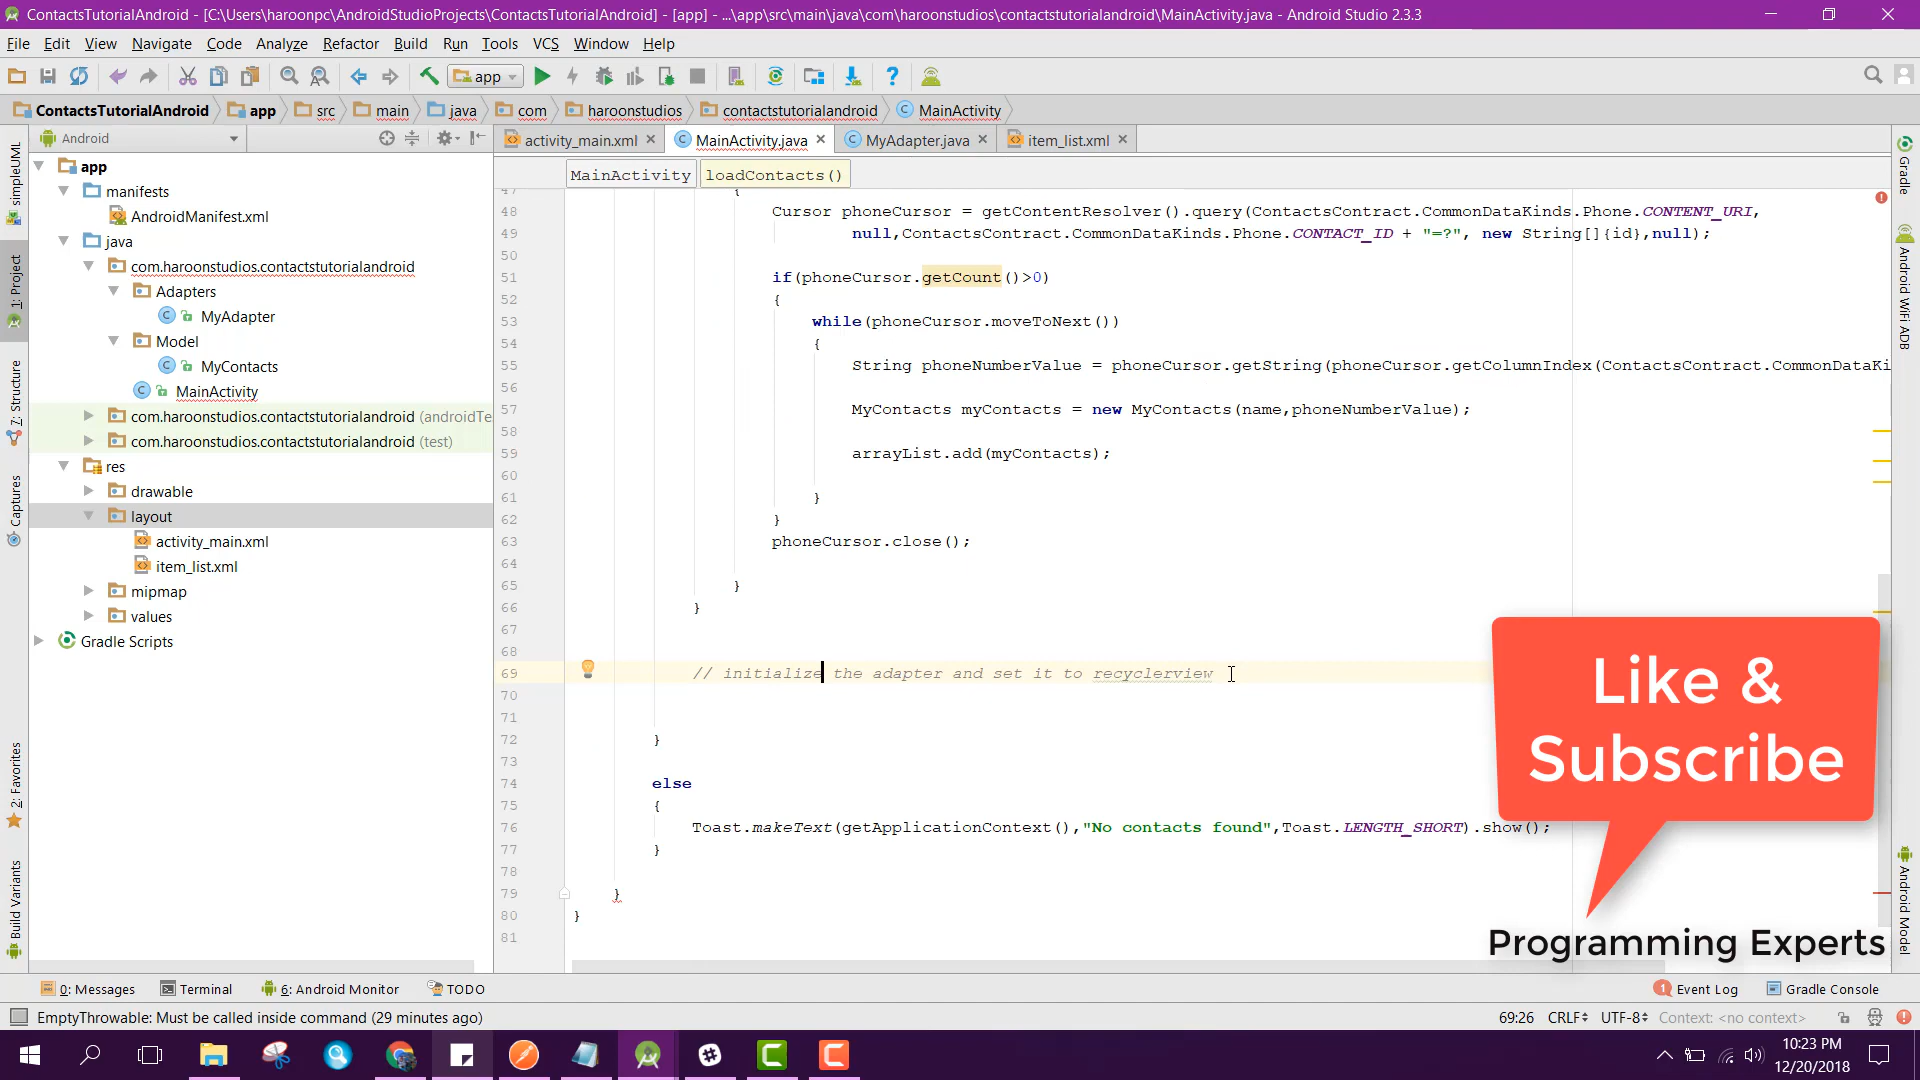 ContactsTutorialAndroid - [C:\Users\haroonpc\AndroidStudioProjects\ContactsTutorialAndroid] - [app] - ...\app\src\main\java\com\haroonstudios\contactstutorialandroid\MainActivity.java - Android Studio 2.3.3
File Edit View Navigate Code Analyze Refactor Build Run Tools VCS Window Help
app
ContactsTutorialAndroid app src main java com haroonstudios contactstutorialandroid MainActivity
Android
activity_main.xml MainActivity.java MyAdapter.java item_list.xml
MainActivity loadContacts()
simpleUML
1: Project
7: Structure
Captures
2: Favorites
Build Variants
app
manifests
AndroidManifest.xml
java
com.haroonstudios.contactstutorialandroid
Adapters
MyAdapter
Model
MyContacts
MainActivity
com.haroonstudios.contactstutorialandroid (androidTe
com.haroonstudios.contactstutorialandroid (test)
res
drawable
layout
activity_main.xml
item_list.xml
mipmap
values
Gradle Scripts
47 {
48 Cursor phoneCursor = getContentResolver().query(ContactsContract.CommonDataKinds.Phone.CONTENT_URI,
49 null,ContactsContract.CommonDataKinds.Phone.CONTACT_ID + "=?", new String[]{id},null);
50
51 if(phoneCursor.getCount()>0)
52 {
53 while(phoneCursor.moveToNext())
54 {
55 String phoneNumberValue = phoneCursor.getString(phoneCursor.getColumnIndex(ContactsContract.CommonDataKi
56
57 MyContacts myContacts = new MyContacts(name,phoneNumberValue);
58
59 arrayList.add(myContacts);
60
61 }
62 }
63 phoneCursor.close();
64
65 }
66 }
67
68
69 // initialize the adapter and set it to recyclerview
70
71
72 }
73
74 else
75 {
76 Toast.makeText(getApplicationContext(),"No contacts found",Toast.LENGTH_SHORT).show();
77 }
78
79 }
80 }
81
Gradle
Android WiFi ADB
Android Model
Like &
Subscribe
Programming Experts
0: Messages Terminal 6: Android Monitor TODO 1 Event Log Gradle Console
EmptyThrowable: Must be called inside command (29 minutes ago) 69:26 CRLF UTF-8 Context: <no context>
10:23 PM
12/20/2018